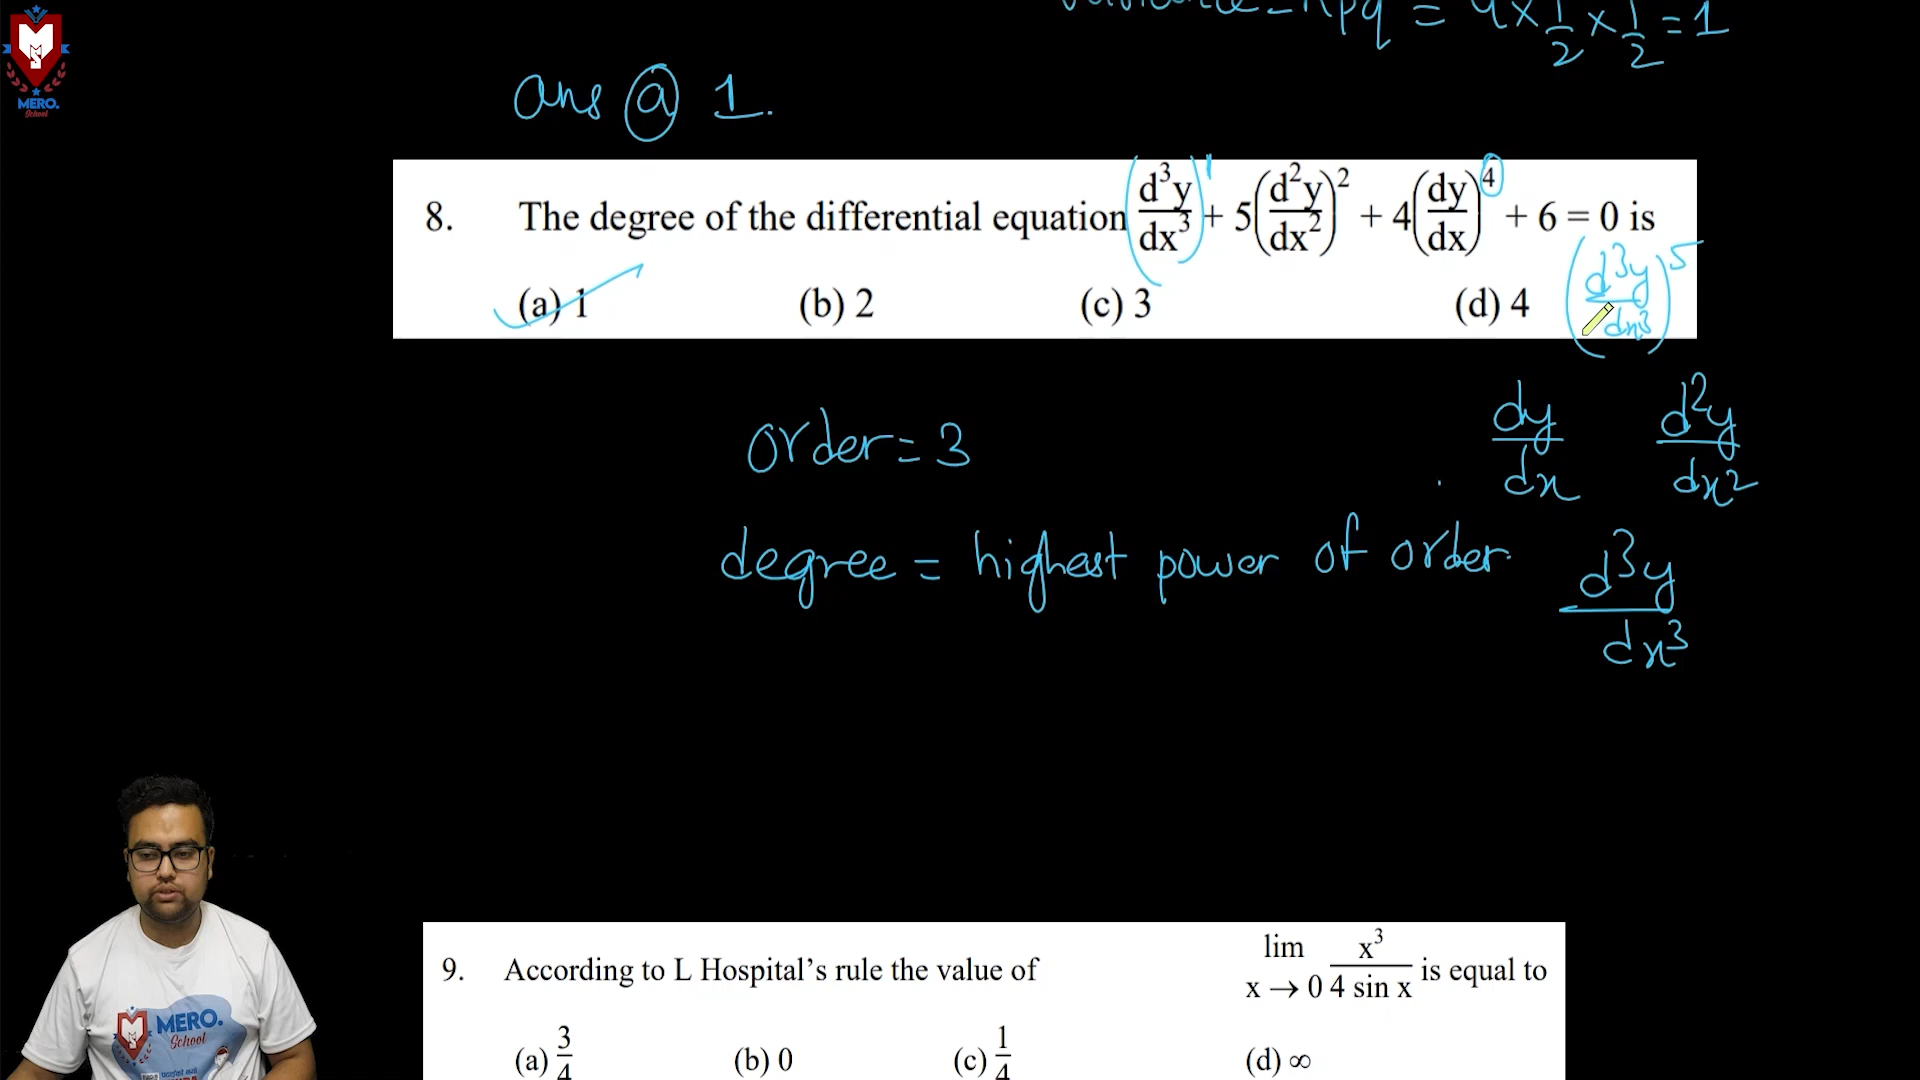 variance = npq = 4 × 1/2 × 1/2 = 1
MERO.
School
ans (a) 1.
8. The degree of the differential equation (d³y/dx³)¹ + 5(d²y/dx²)² + 4(dy/dx)⁴ + 6 = 0 is
(a) 1 (b) 2 (c) 3 (d) 4 (d³y/dx³)⁵
order = 3 dy/dx d²y/dx²
degree = highest power of order. d³y/dx³
9. According to L Hospital's rule the value of lim x → 0 x³/4 sin x is equal to
(a) 3/4 (b) 0 (c) 1/4 (d) ∞
MERO.
School